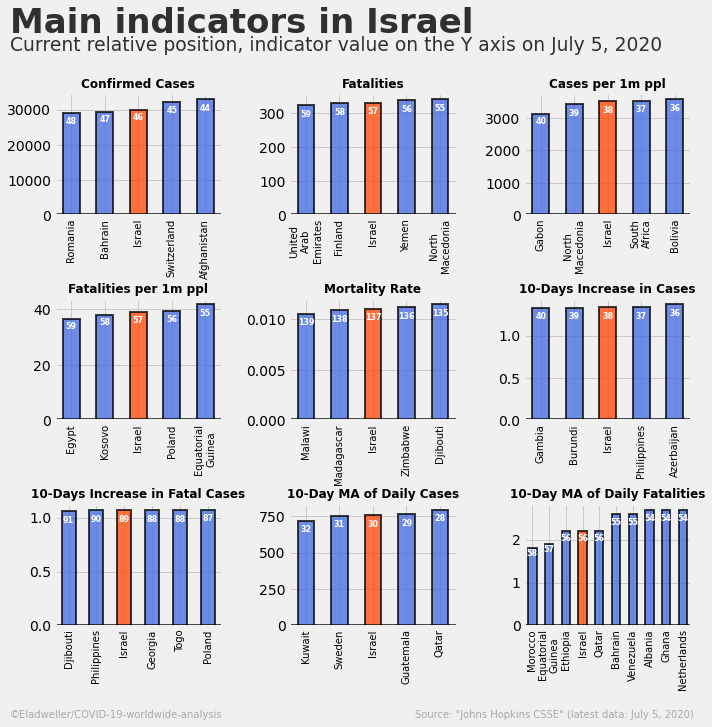 Main indicators in Israel
Current relative position, indicator value on the Y axis on July 5, 2020
Confirmed Cases
30000
20000
10000
0
48
47
46
45
44
Romania
Bahrain
Israel
Switzerland
Afghanistan
Fatalities
300
200
100
0
59
58
57
56
55
United
Arab
Emirates
Finland
Israel
Yemen
North
Macedonia
Cases per 1m ppl
3000
2000
1000
0
40
39
38
37
36
Gabon
North
Macedonia
Israel
South
Africa
Bolivia
Fatalities per 1m ppl
40
20
0
59
58
57
56
55
Egypt
Kosovo
Israel
Poland
Equatorial
Guinea
Mortality Rate
0.010
0.005
0.000
139
138
137
136
135
Malawi
Madagascar
Israel
Zimbabwe
Djibouti
10-Days Increase in Cases
1.0
0.5
0.0
40
39
38
37
36
Gambia
Burundi
Israel
Philippines
Azerbaijan
10-Days Increase in Fatal Cases
1.0
0.5
0.0
91
90
89
88
88
87
Djibouti
Philippines
Israel
Georgia
Togo
Poland
10-Day MA of Daily Cases
750
500
250
0
32
31
30
29
28
Kuwait
Sweden
Israel
Guatemala
Qatar
10-Day MA of Daily Fatalities
2
1
0
58
57
56
56
56
55
55
54
54
54
Morocco
Equatorial
Guinea
Ethiopia
Israel
Qatar
Bahrain
Venezuela
Albania
Ghana
Netherlands
©Eladweller/COVID-19-worldwide-analysis
Source: "Johns Hopkins CSSE" (latest data: July 5, 2020)